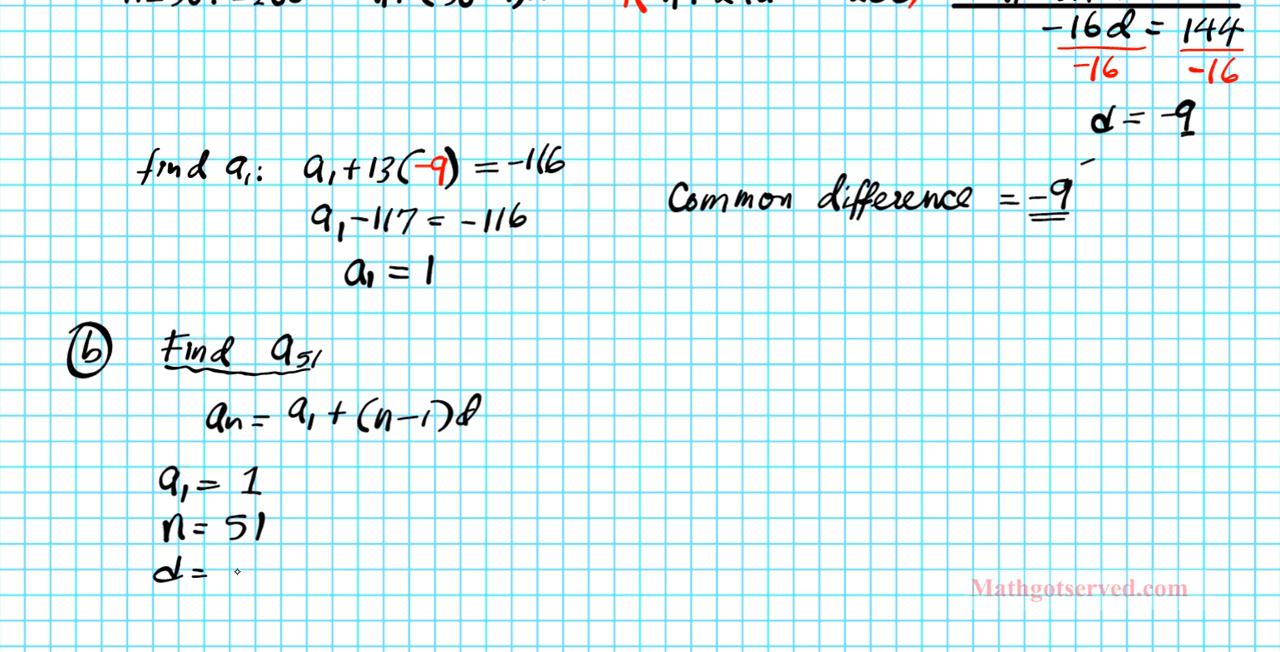 -16d = 144
-16 -16
d = -9
find a₁: a₁ + 13(-9) = -116
a₁ - 117 = -116
a₁ = 1
Common difference = -9
b Find a₅₁
aₙ = a₁ + (n-1)d
a₁ = 1
n = 51
d =
Mathgotserved.com